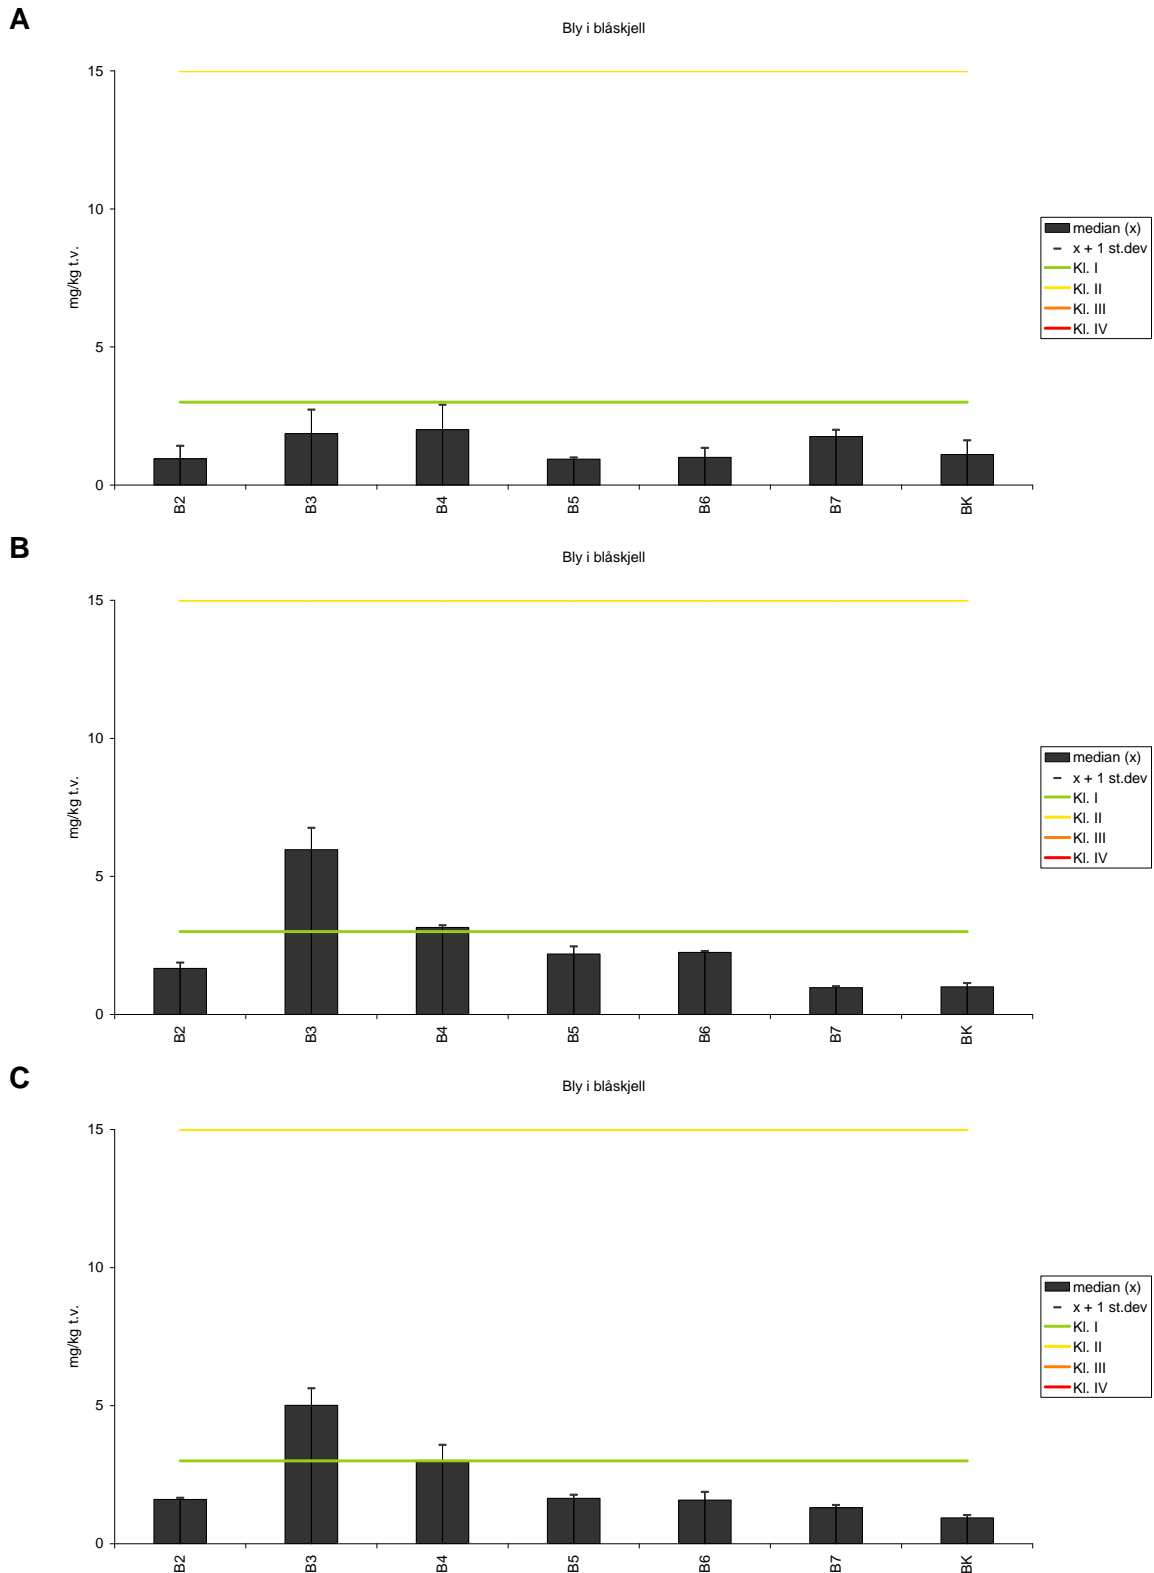 A
Bly i blåskjell
15
10
5
0
mg/kg t.v.
B2
B3
B4
B5
B6
B7
BK
median (x)
x + 1 st.dev
Kl. I
Kl. II
Kl. III
Kl. IV
B
Bly i blåskjell
15
10
5
0
mg/kg t.v.
B2
B3
B4
B5
B6
B7
BK
median (x)
x + 1 st.dev
Kl. I
Kl. II
Kl. III
Kl. IV
C
Bly i blåskjell
15
10
5
0
mg/kg t.v.
B2
B3
B4
B5
B6
B7
BK
median (x)
x + 1 st.dev
Kl. I
Kl. II
Kl. III
Kl. IV